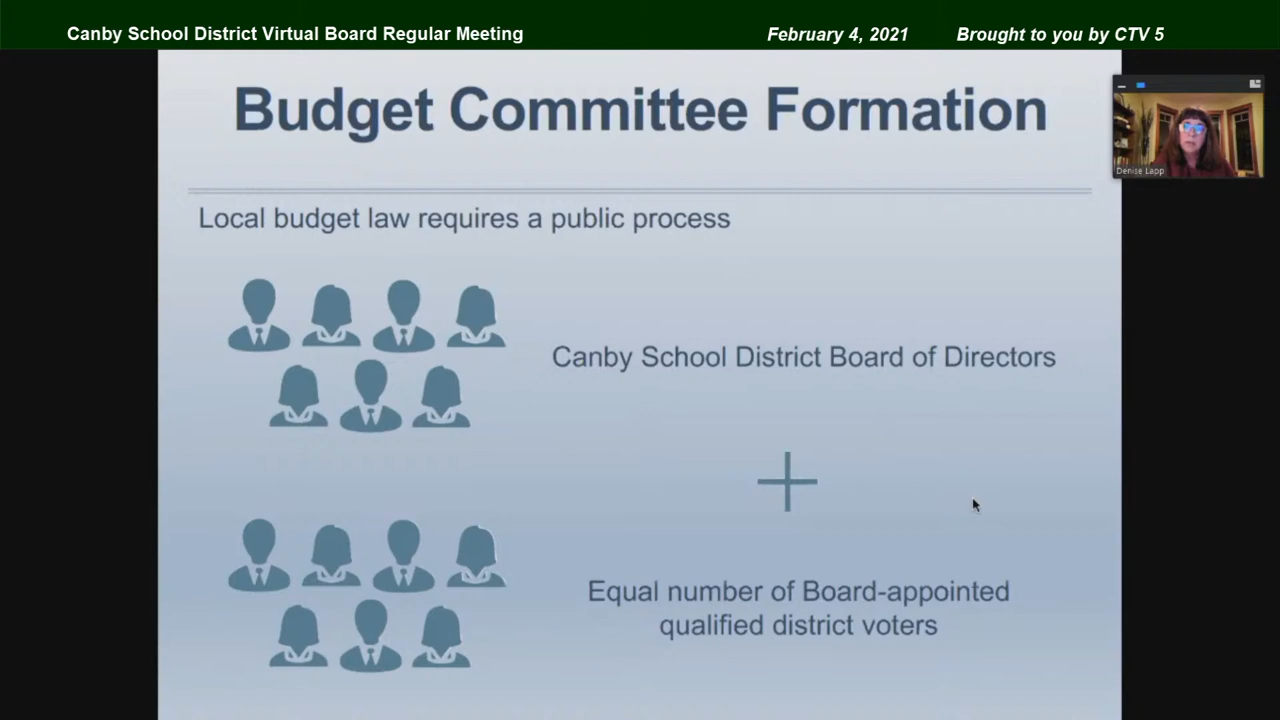 Canby School District Virtual Board Regular Meeting February 4, 2021 Brought to you by CTV 5
Budget Committee Formation
Denise Lapp
Local budget law requires a public process
Canby School District Board of Directors
Equal number of Board-appointed
qualified district voters